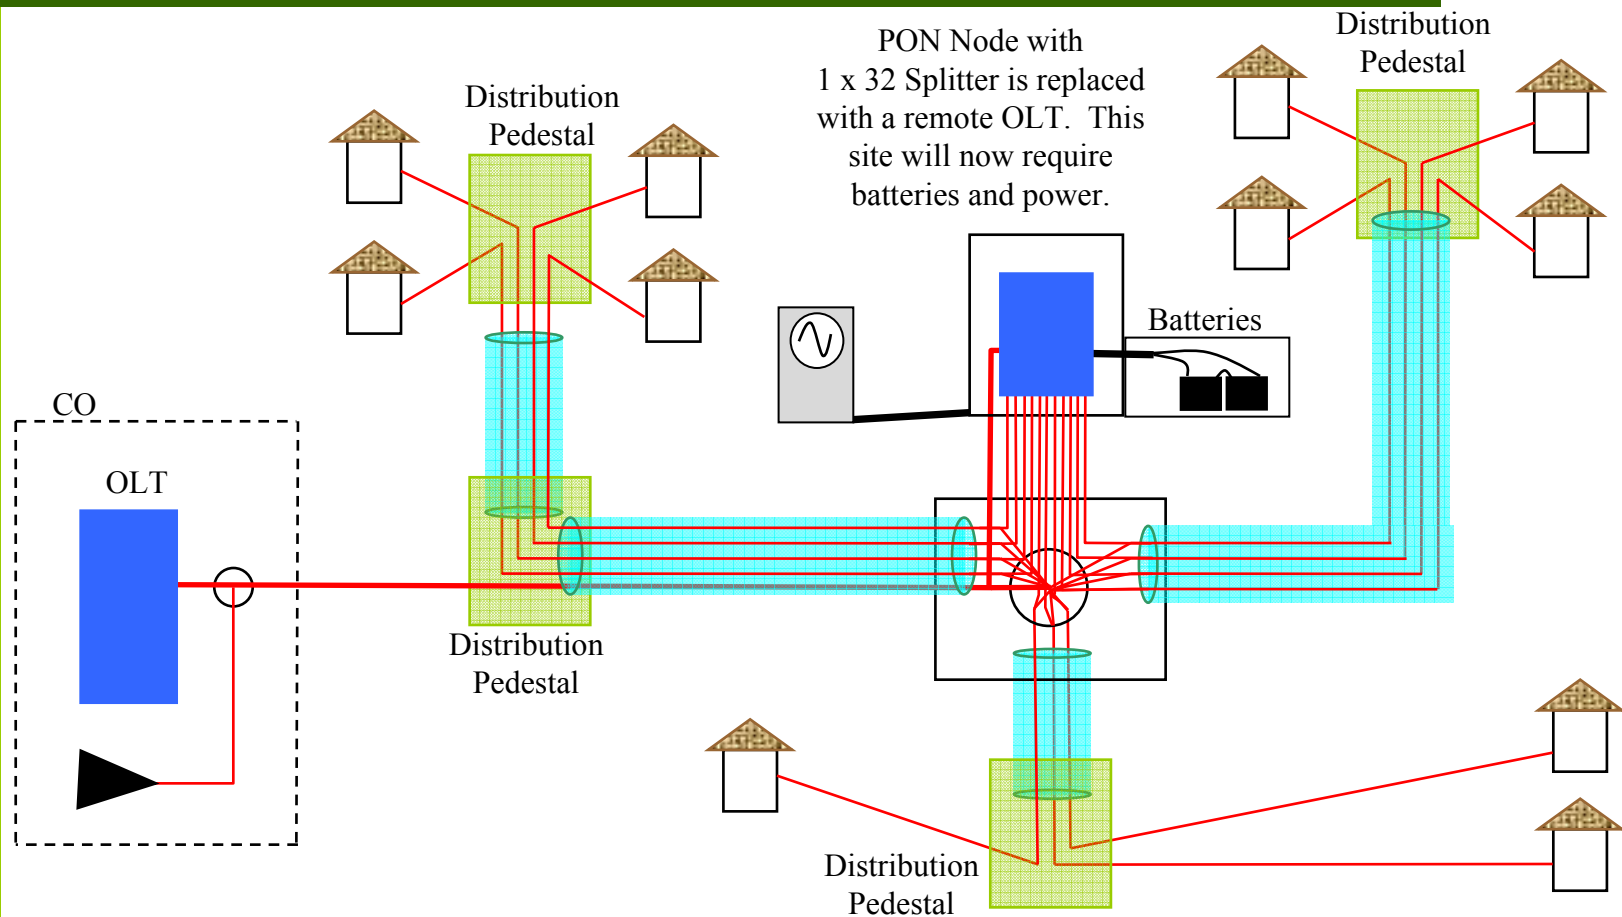 Distribution
Pedestal
PON Node with
1 x 32 Splitter is replaced
with a remote OLT.  This
site will now require
batteries and power.
Distribution
Pedestal
Batteries
CO
OLT
Distribution
Pedestal
Distribution
Pedestal